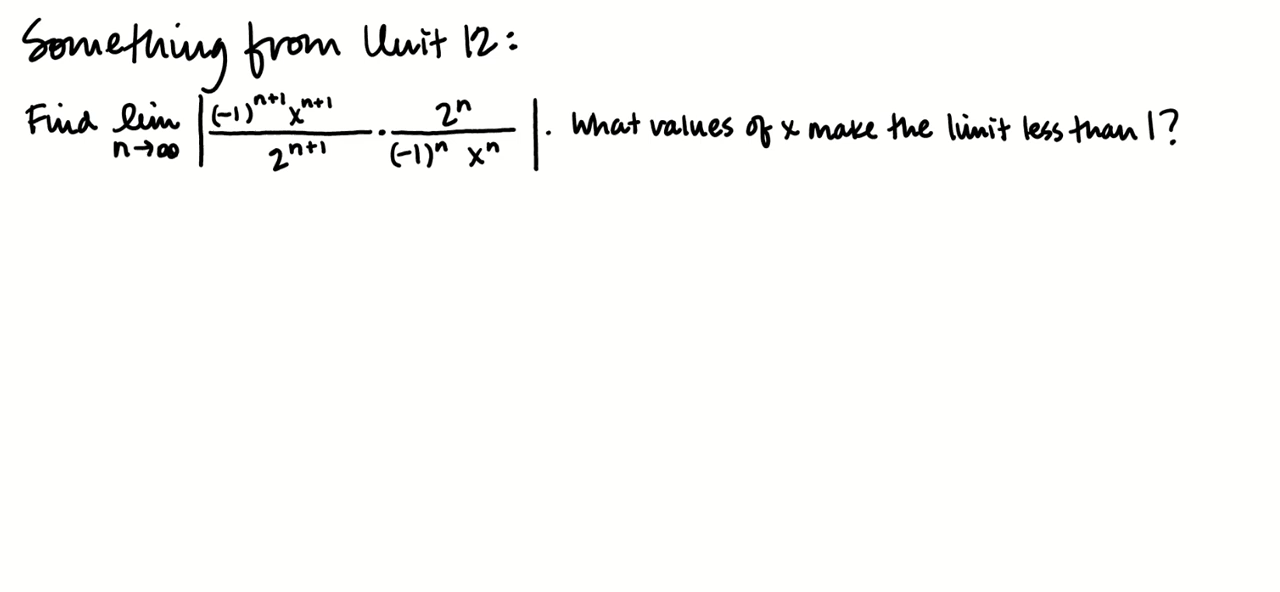 Something from Unit 12:
Find lim n→∞ | (-1)^{n+1} x^{n+1} / 2^{n+1} · 2^n / (-1)^n x^n |. What values of x make the limit less than 1?